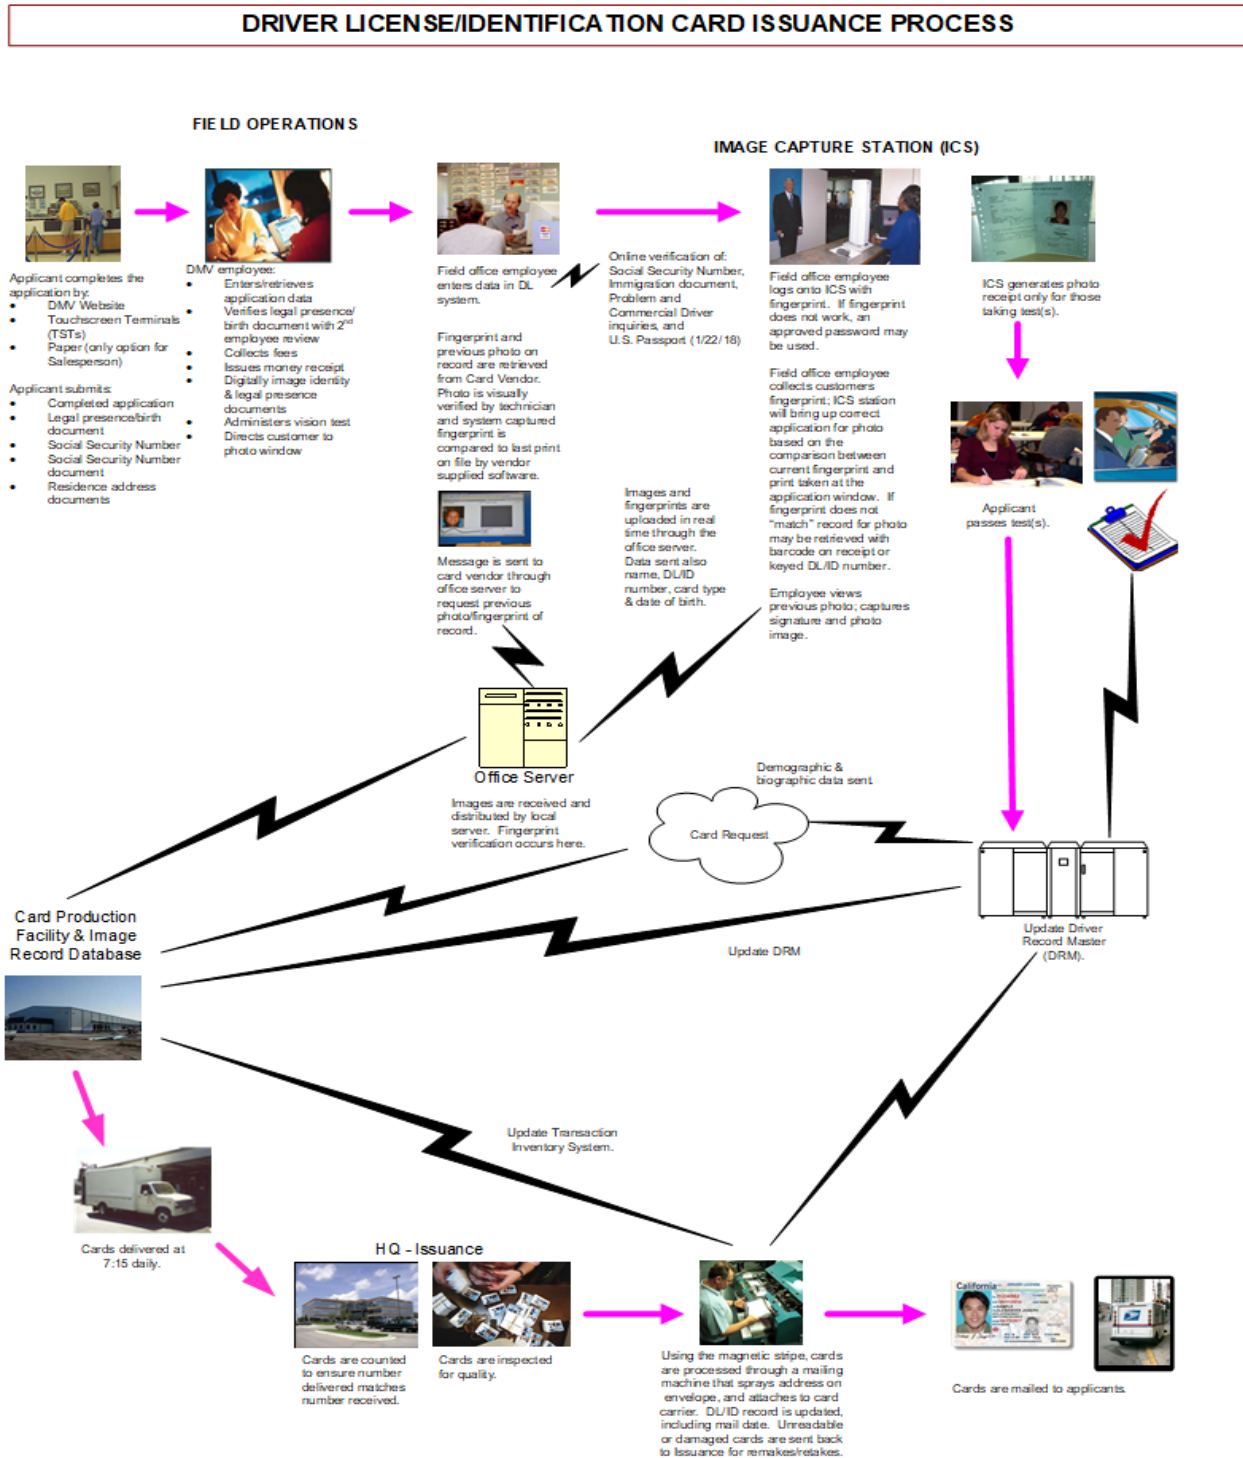 DRIVER LICENSE/IDENTIFICATION CARD ISSUANCE PROCESS
FIELD OPERATIONS
IMAGE CAPTURE STATION (ICS)
Applicant completes the
application by:
• DMV Website
• Touchscreen Terminals
(TSTs)
• Paper (only option for
Salesperson)
Applicant submits:
• Completed application
• Legal presence/birth
document
• Social Security Number
• Social Security Number
document
• Residence address
documents
DMV employee:
• Enters/retrieves
application data
• Verifies legal presence/
birth document with 2nd
employee review
• Collects fees
• Issues money receipt
• Digitally image identity
& legal presence
documents
• Administers vision test
• Directs customer to
photo window
Field office employee
enters data in DL
system.
Fingerprint and
previous photo on
record are retrieved
from Card Vendor.
Photo is visually
verified by technician
and system captured
fingerprint is
compared to last print
on file by vendor
supplied software.
Message is sent to
card vendor through
office server to
request previous
photo/fingerprint of
record.
Online verification of:
Social Security Number,
Immigration document,
Problem and
Commercial Driver
inquiries, and
U.S. Passport (1/22/18)
Images and
fingerprints are
uploaded in real
time through the
office server.
Data sent also
name, DL/ID
number, card type
& date of birth.
Field office employee
logs onto ICS with
fingerprint. If fingerprint
does not work, an
approved password may
be used.
Field office employee
collects customers
fingerprint; ICS station
will bring up correct
application for photo
based on the
comparison between
current fingerprint and
print taken at the
application window. If
fingerprint does not
"match" record for photo
may be retrieved with
barcode on receipt or
keyed DL/ID number.
Employee views
previous photo; captures
signature and photo
image.
ICS generates photo
receipt only for those
taking test(s).
Applicant
passes test(s).
Office Server
Images are received and
distributed by local
server. Fingerprint
verification occurs here.
Demographic &
biographic data sent.
Card Request
Card Production
Facility & Image
Record Database
Update DRM
Update Driver
Record Master
(DRM).
Update Transaction
Inventory System.
Cards delivered at
7:15 daily.
HQ - Issuance
Cards are counted
to ensure number
delivered matches
number received.
Cards are inspected
for quality.
Using the magnetic stripe, cards
are processed through a mailing
machine that sprays address on
envelope, and attaches to card
carrier. DL/ID record is updated,
including mail date. Unreadable
or damaged cards are sent back
to Issuance for remakes/retakes.
California
Cards are mailed to applicants.